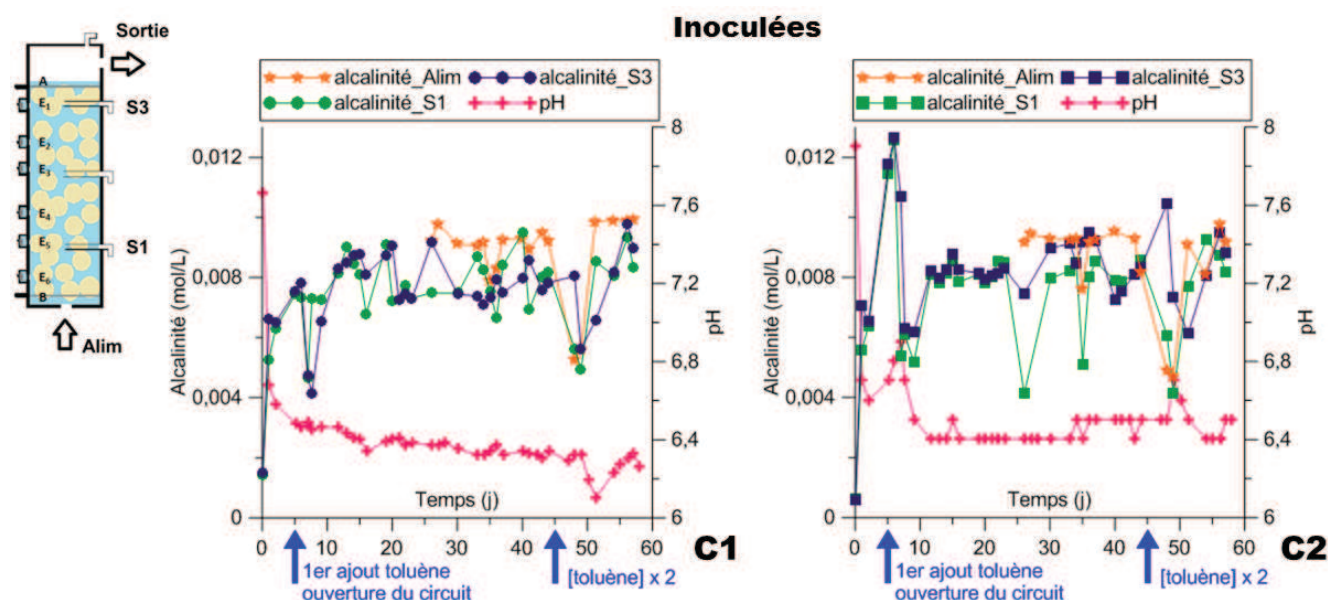 Inoculées
Sortie
A
E1
S3
E2
E3
E4
E5
S1
E6
B
Alim
alcalinité_Alim
alcalinité_S3
alcalinité_S1
pH
Alcalinité (mol/L)
0,012
0,008
0,004
0
8
7,6
7,2
6,8
6,4
6
pH
Temps (j)
0 10 20 30 40 50 60
C1
1er ajout toluène
ouverture du circuit
[toluène] x 2
alcalinité_Alim
alcalinité_S3
alcalinité_S1
pH
Alcalinité (mol/L)
0,012
0,008
0,004
0
8
7,6
7,2
6,8
6,4
6
pH
Temps (j)
0 10 20 30 40 50 60
C2
1er ajout toluène
ouverture du circuit
[toluène] x 2